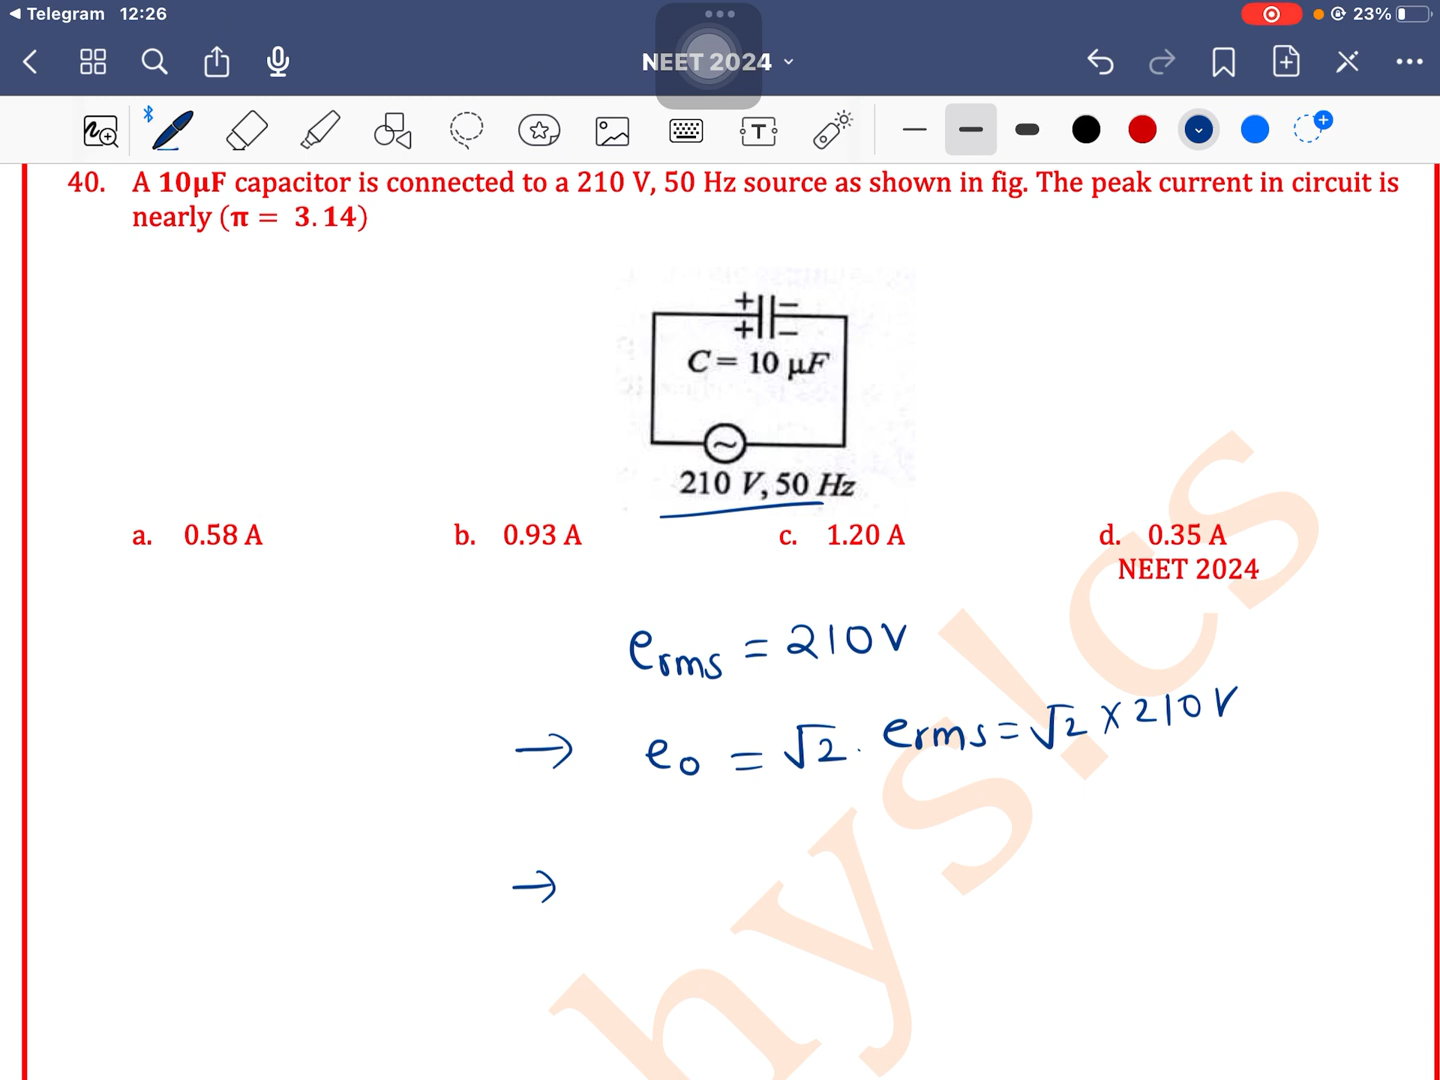 Telegram 12:26
23%
NEET 2024
T
40. A 10μF capacitor is connected to a 210 V, 50 Hz source as shown in fig. The peak current in circuit is
nearly (π = 3.14)
+ −
+ −
C = 10 μF
~
210 V, 50 Hz
a. 0.58 A b. 0.93 A c. 1.20 A d. 0.35 A
NEET 2024
erms = 210V
→ e0 = √2 . erms = √2 × 210V
→
hys!cs